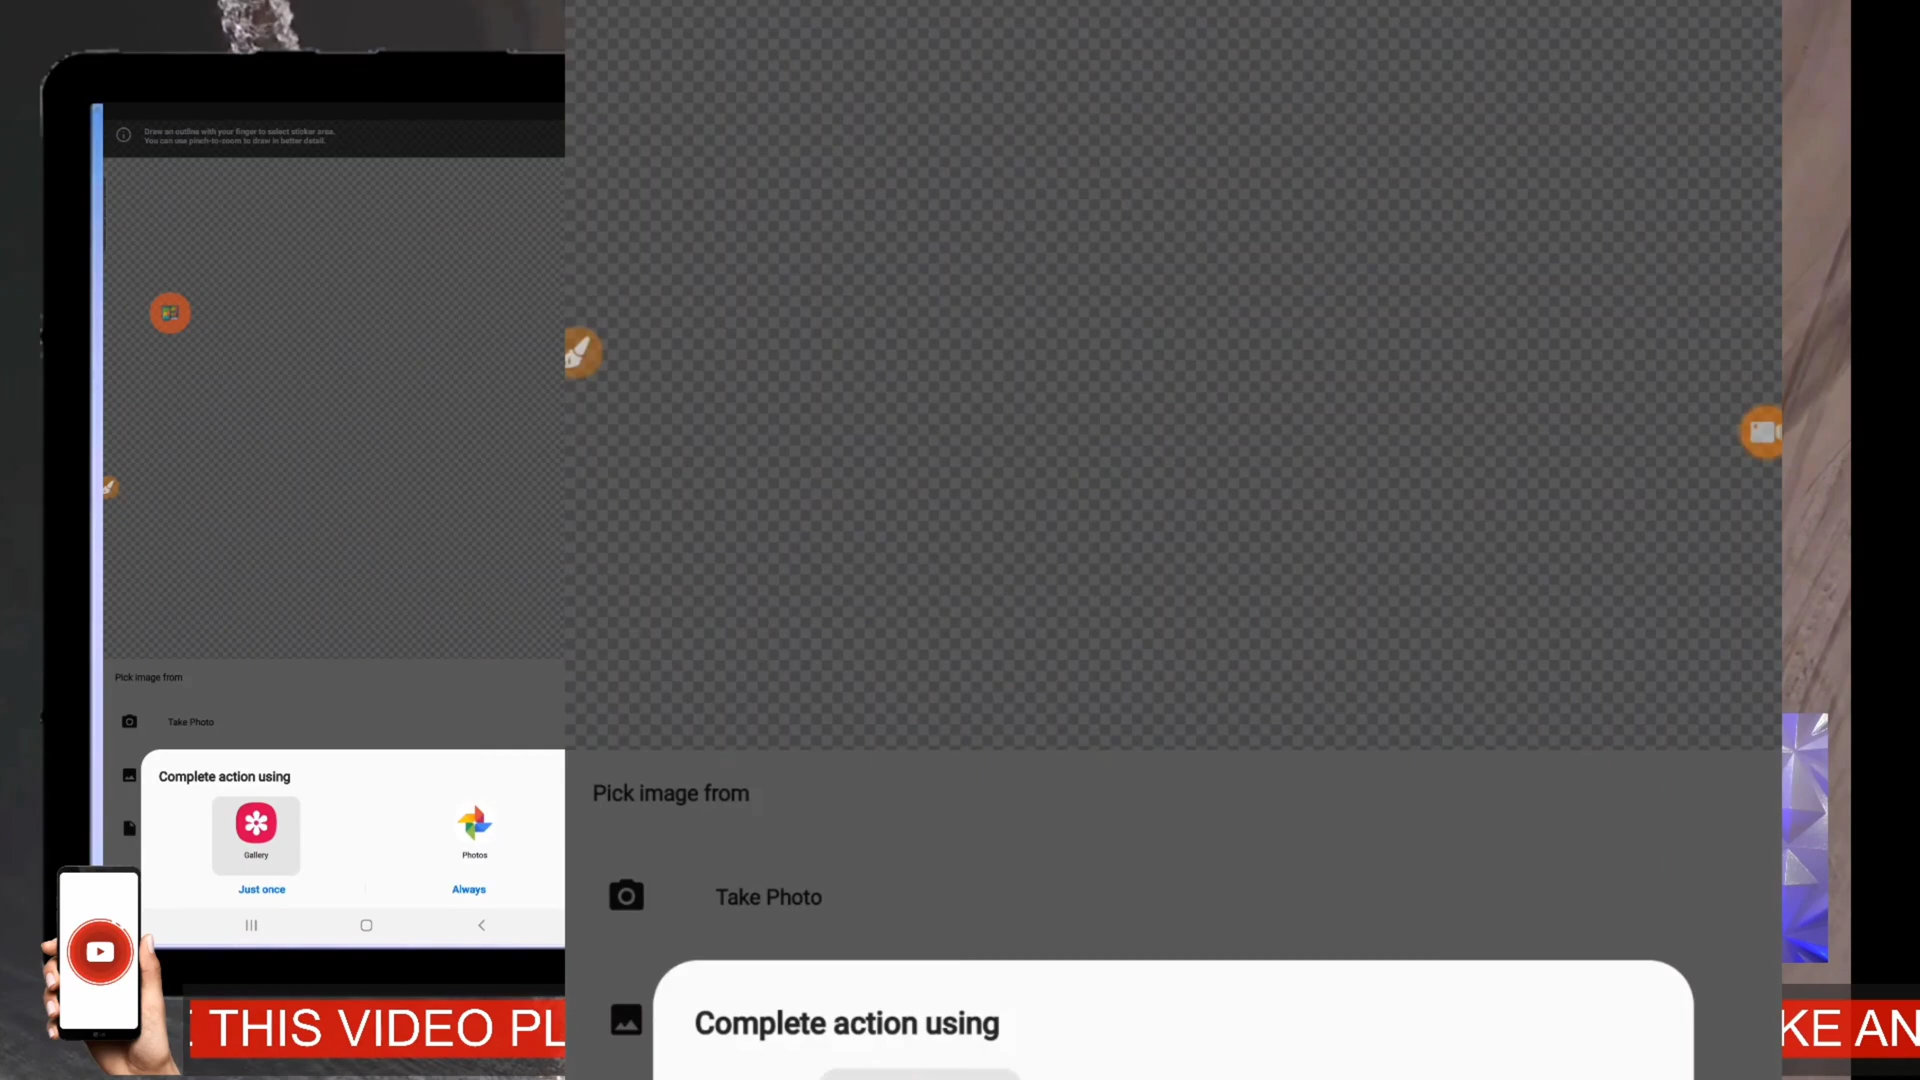 Draw an outline with your finger to select sticker area.
You can use pinch-to-zoom to draw in better detail.
Pick image from
Take Photo
Complete action using
Gallery
Photos
Just once
Always
Pick image from
Take Photo
Complete action using
THIS VIDEO PL
KE AN